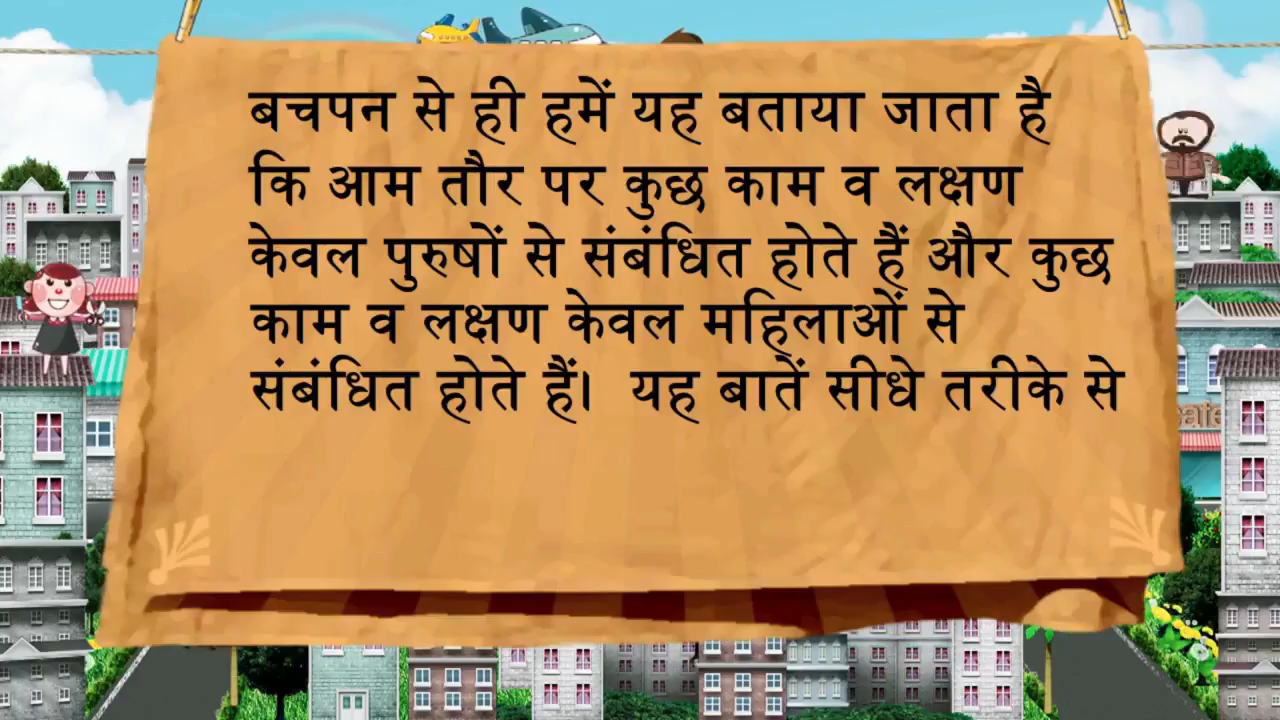 बचपन से ही हमें यह बताया जाता है
कि आम तौर पर कुछ काम व लक्षण
केवल पुरुषों से संबंधित होते हैं और कुछ
काम व लक्षण केवल महिलाओं से
संबंधित होते हैं। यह बातें सीधे तरीके से